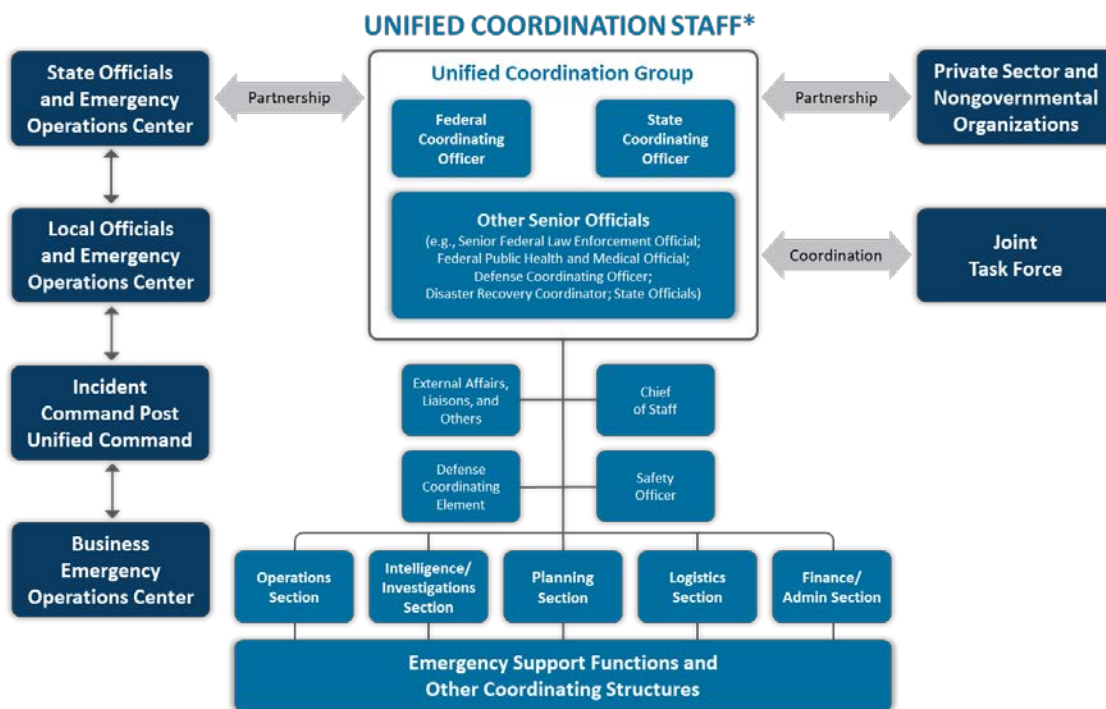 UNIFIED COORDINATION STAFF*
State Officials
and Emergency
Operations Center
Partnership
Unified Coordination Group
Federal
Coordinating
Officer
State
Coordinating
Officer
Partnership
Private Sector and
Nongovernmental
Organizations
Local Officials
and Emergency
Operations Center
Other Senior Officials
(e.g., Senior Federal Law Enforcement Official;
Federal Public Health and Medical Official;
Defense Coordinating Officer;
Disaster Recovery Coordinator; State Officials)
Coordination
Joint
Task Force
Incident
Command Post
Unified Command
External Affairs,
Liaisons, and
Others
Chief
of Staff
Defense
Coordinating
Element
Safety
Officer
Business
Emergency
Operations Center
Operations
Section
Intelligence/
Investigations
Section
Planning
Section
Logistics
Section
Finance/
Admin Section
Emergency Support Functions and
Other Coordinating Structures